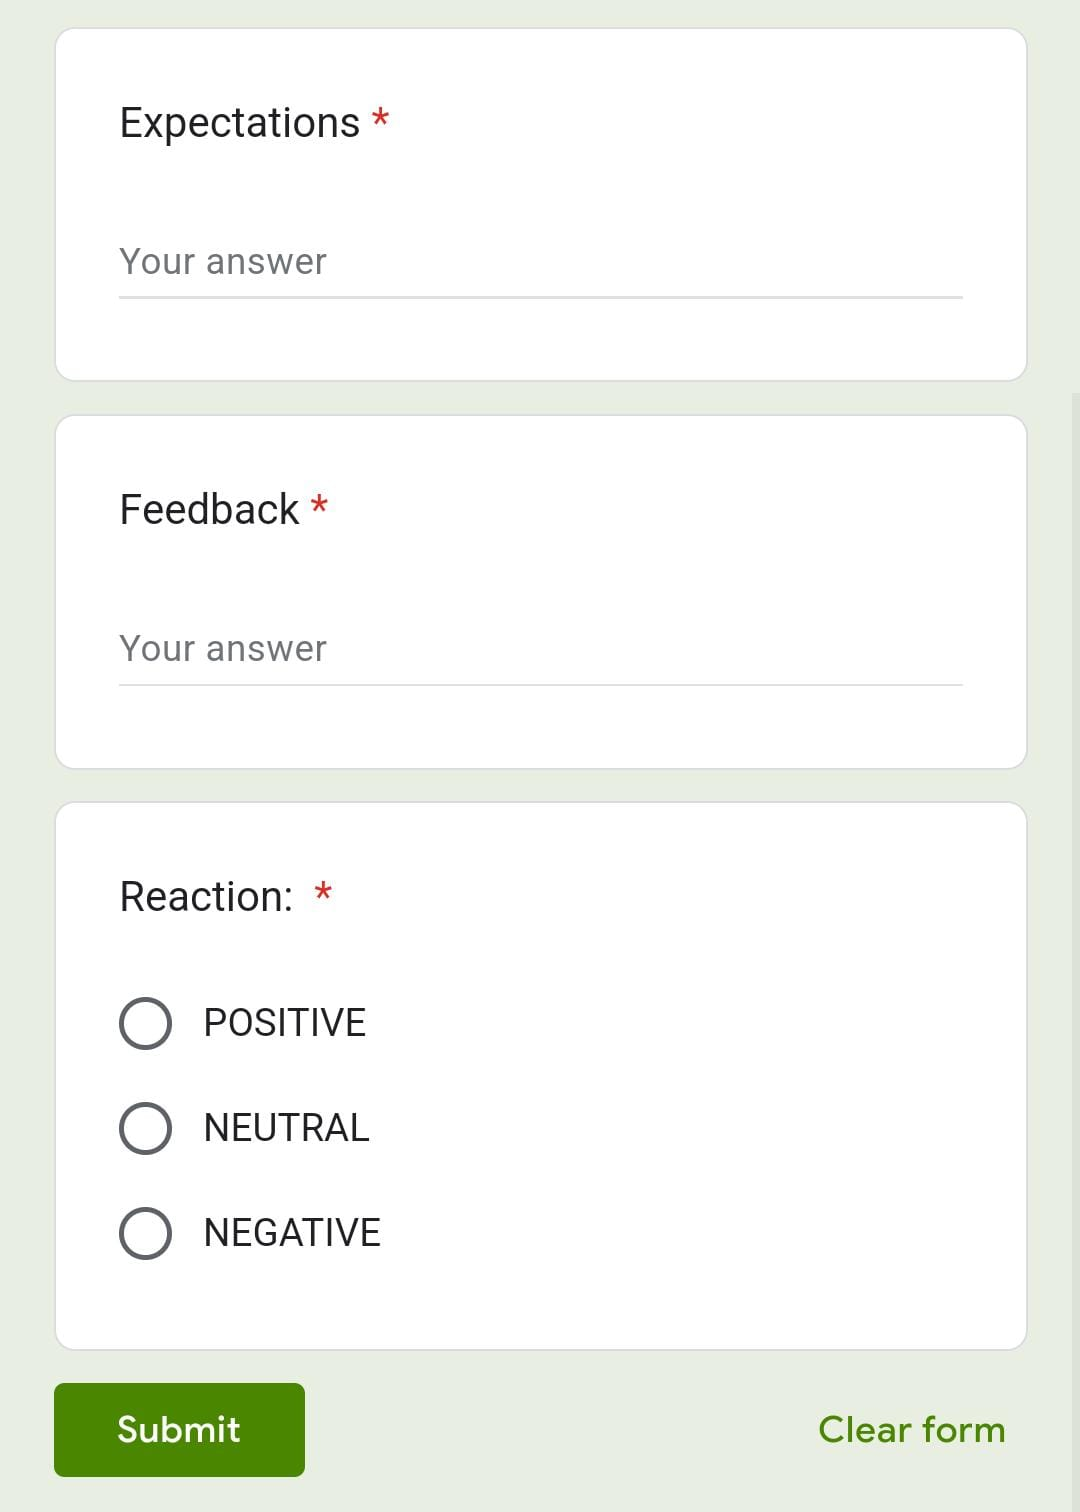 Expectations *
Your answer
Feedback *
Your answer
Reaction: *
POSITIVE
NEUTRAL
NEGATIVE
Submit
Clear form